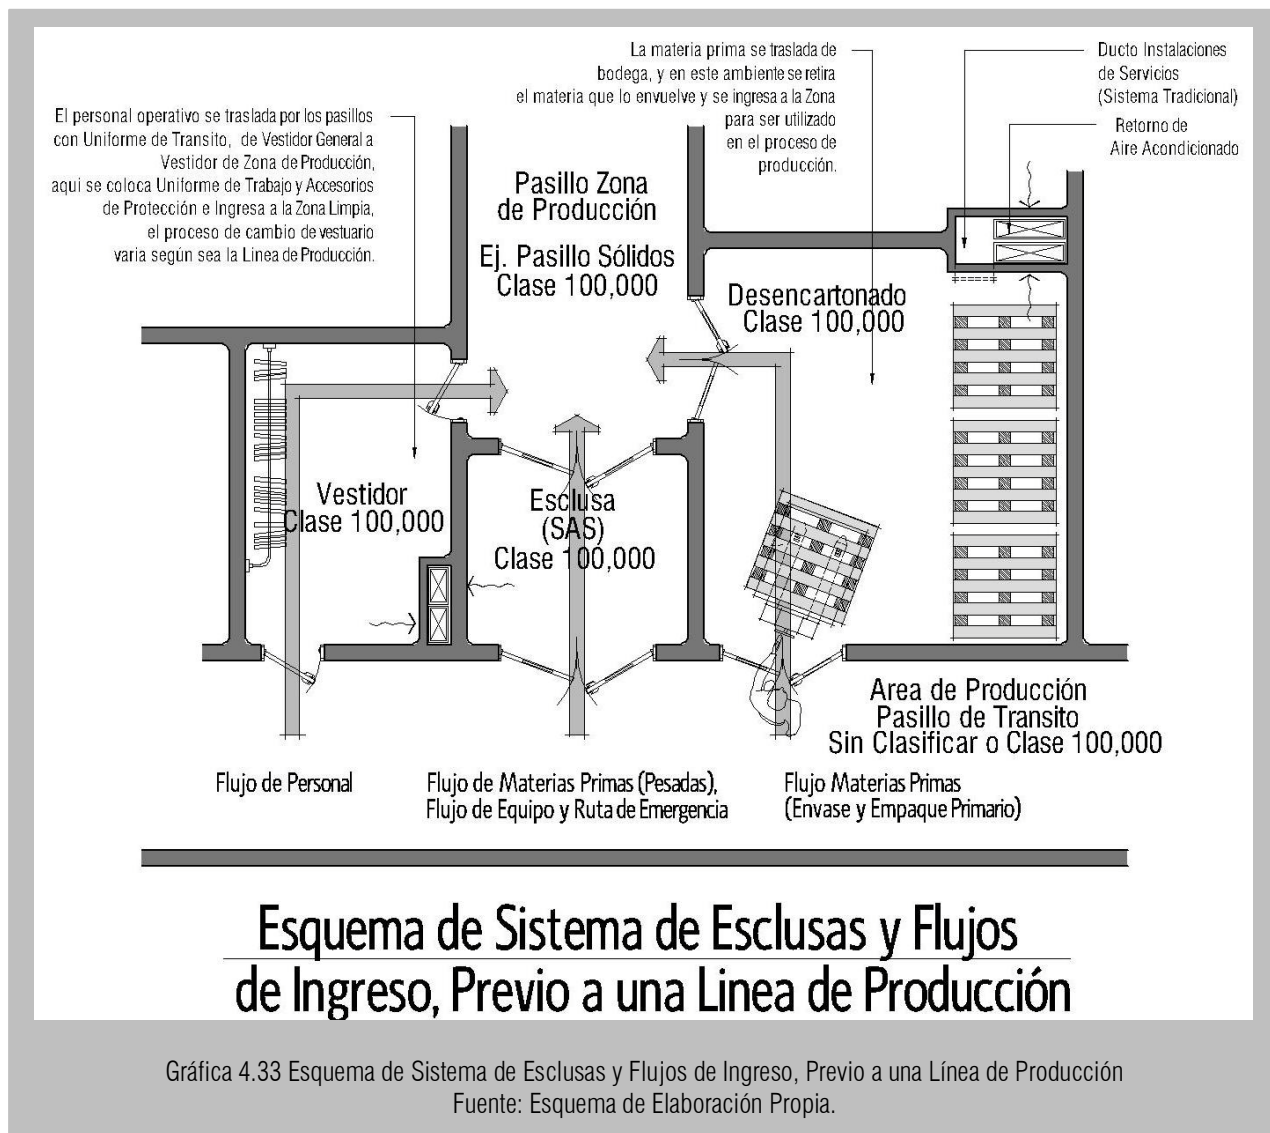 La materia prima se traslada de
bodega, y en este ambiente se retira
el materia que lo envuelve y se ingresa a la Zona
para ser utilizado
en el proceso de
producción.
Ducto Instalaciones
de Servicios
(Sistema Tradicional)
Retorno de
Aire Acondicionado
El personal operativo se traslada por los pasillos
con Uniforme de Transito, de Vestidor General a
Vestidor de Zona de Producción,
aqui se coloca Uniforme de Trabajo y Accesorios
de Protección e Ingresa a la Zona Limpia,
el proceso de cambio de vestuario
varia según sea la Linea de Producción.
Pasillo Zona
de Producción
Ej. Pasillo Sólidos
Clase 100,000
Desencartonado
Clase 100,000
Vestidor
Clase 100,000
Esclusa
(SAS)
Clase 100,000
Area de Producción
Pasillo de Transito
Sin Clasificar o Clase 100,000
Flujo de Personal
Flujo de Materias Primas (Pesadas),
Flujo de Equipo y Ruta de Emergencia
Flujo Materias Primas
(Envase y Empaque Primario)
Esquema de Sistema de Esclusas y Flujos
de Ingreso, Previo a una Linea de Producción
Gráfica 4.33 Esquema de Sistema de Esclusas y Flujos de Ingreso, Previo a una Línea de Producción
Fuente: Esquema de Elaboración Propia.